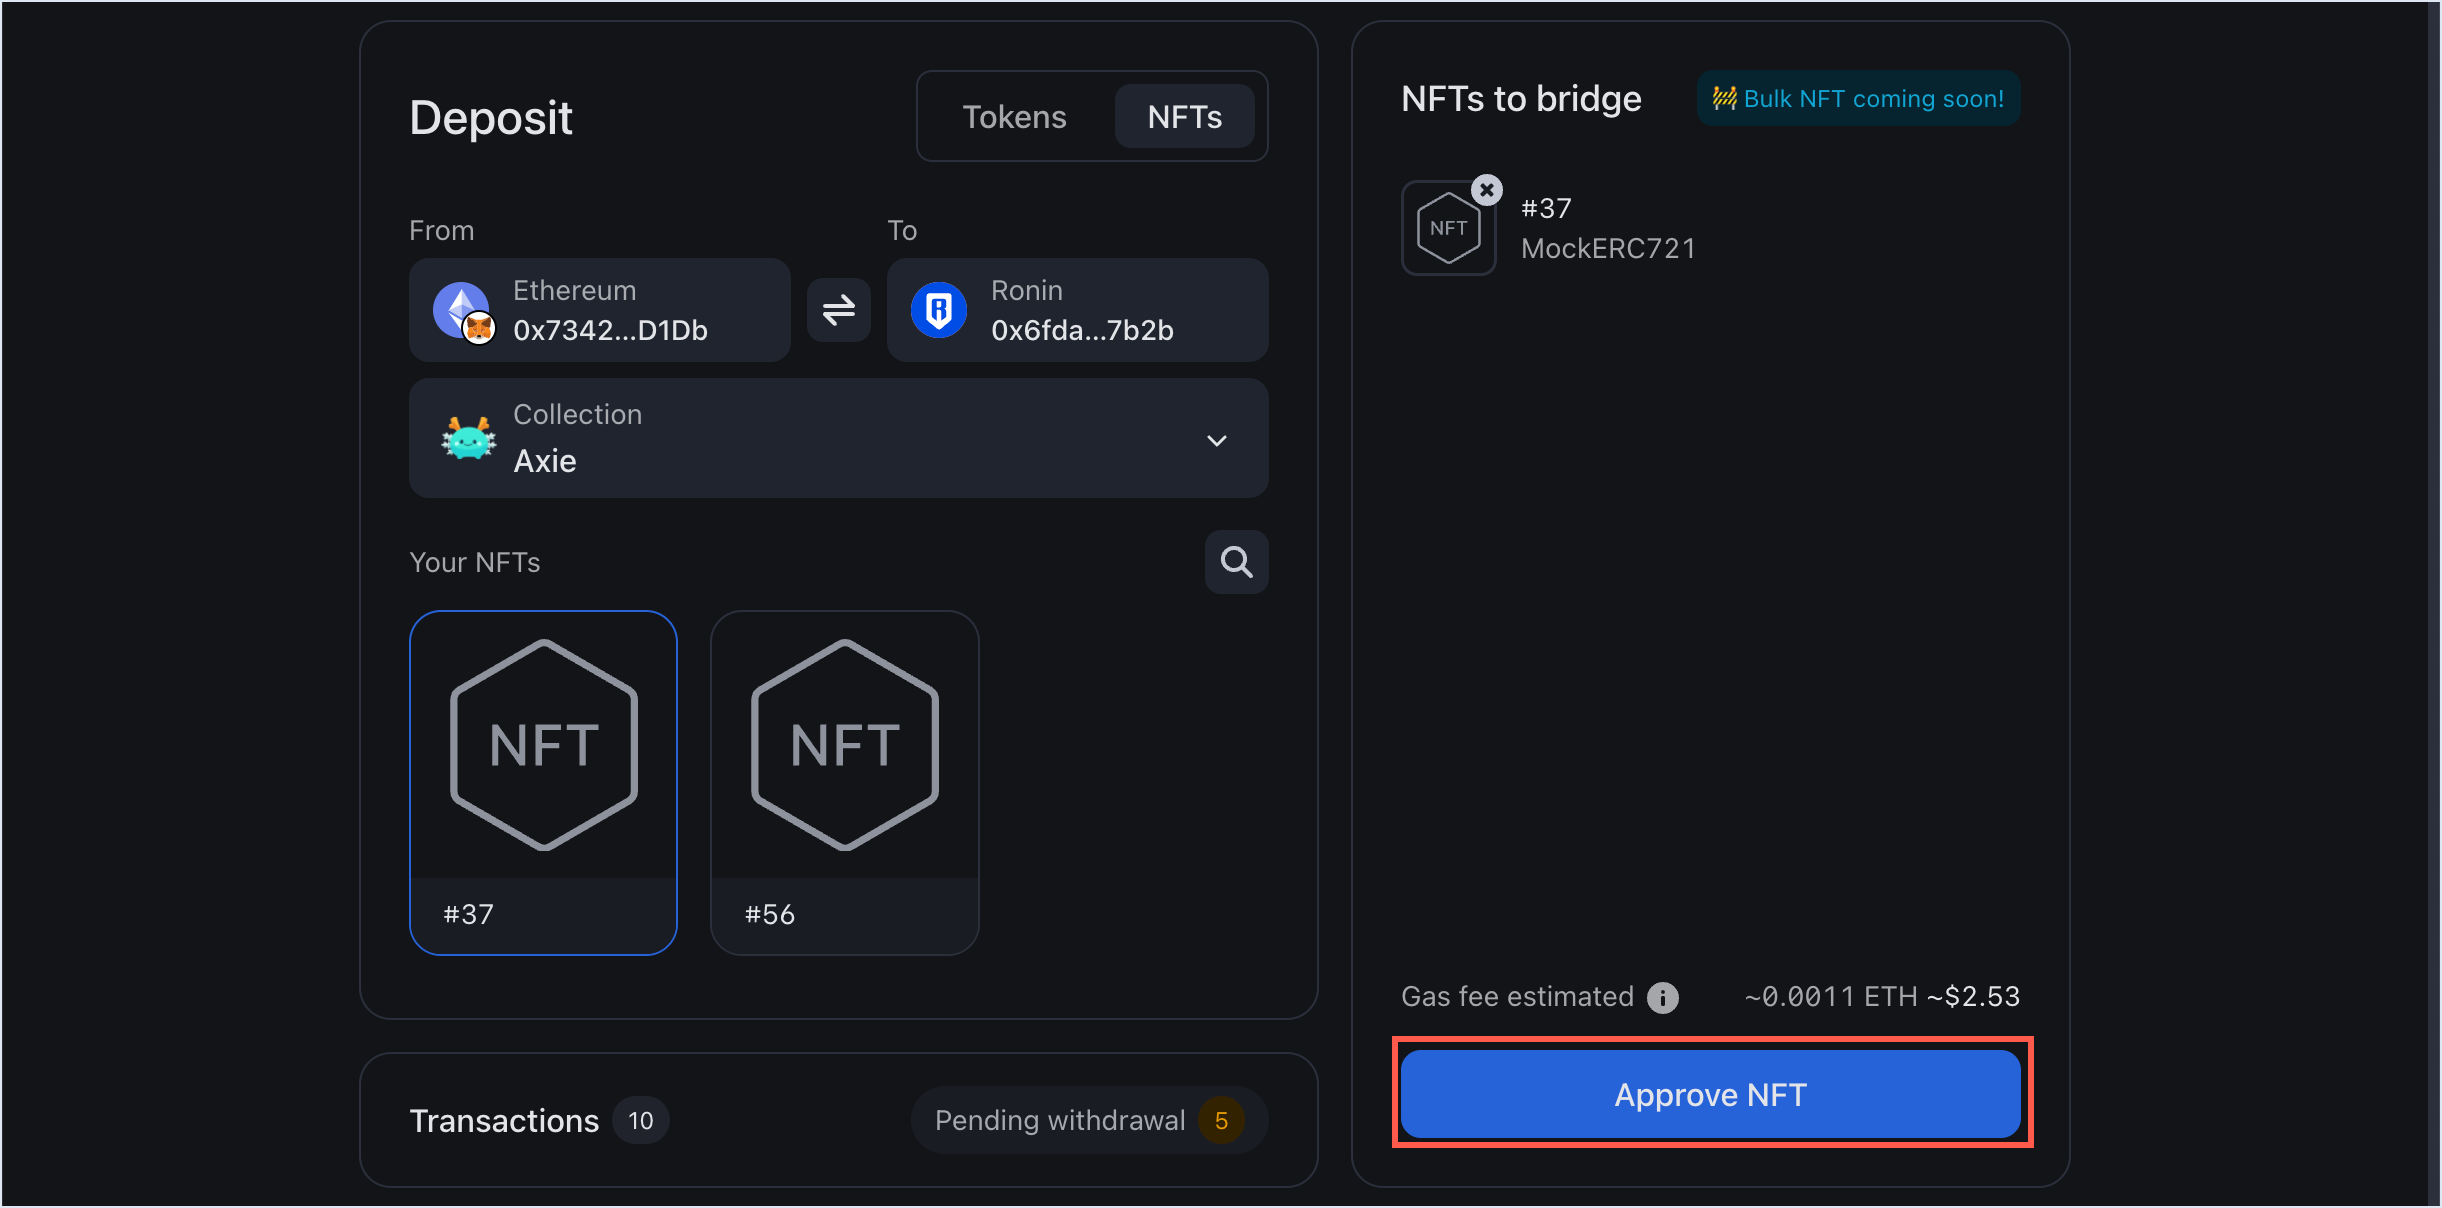 Deposit
Tokens
NFTs
From
To
Ethereum
0x7342...D1Db
Ronin
0x6fda...7b2b
Collection
Axie
Your NFTs
NFT
#37
NFT
#56
Transactions 10
Pending withdrawal 5
NFTs to bridge
🚧 Bulk NFT coming soon!
NFT
#37
MockERC721
Gas fee estimated
~0.0011 ETH ~$2.53
Approve NFT